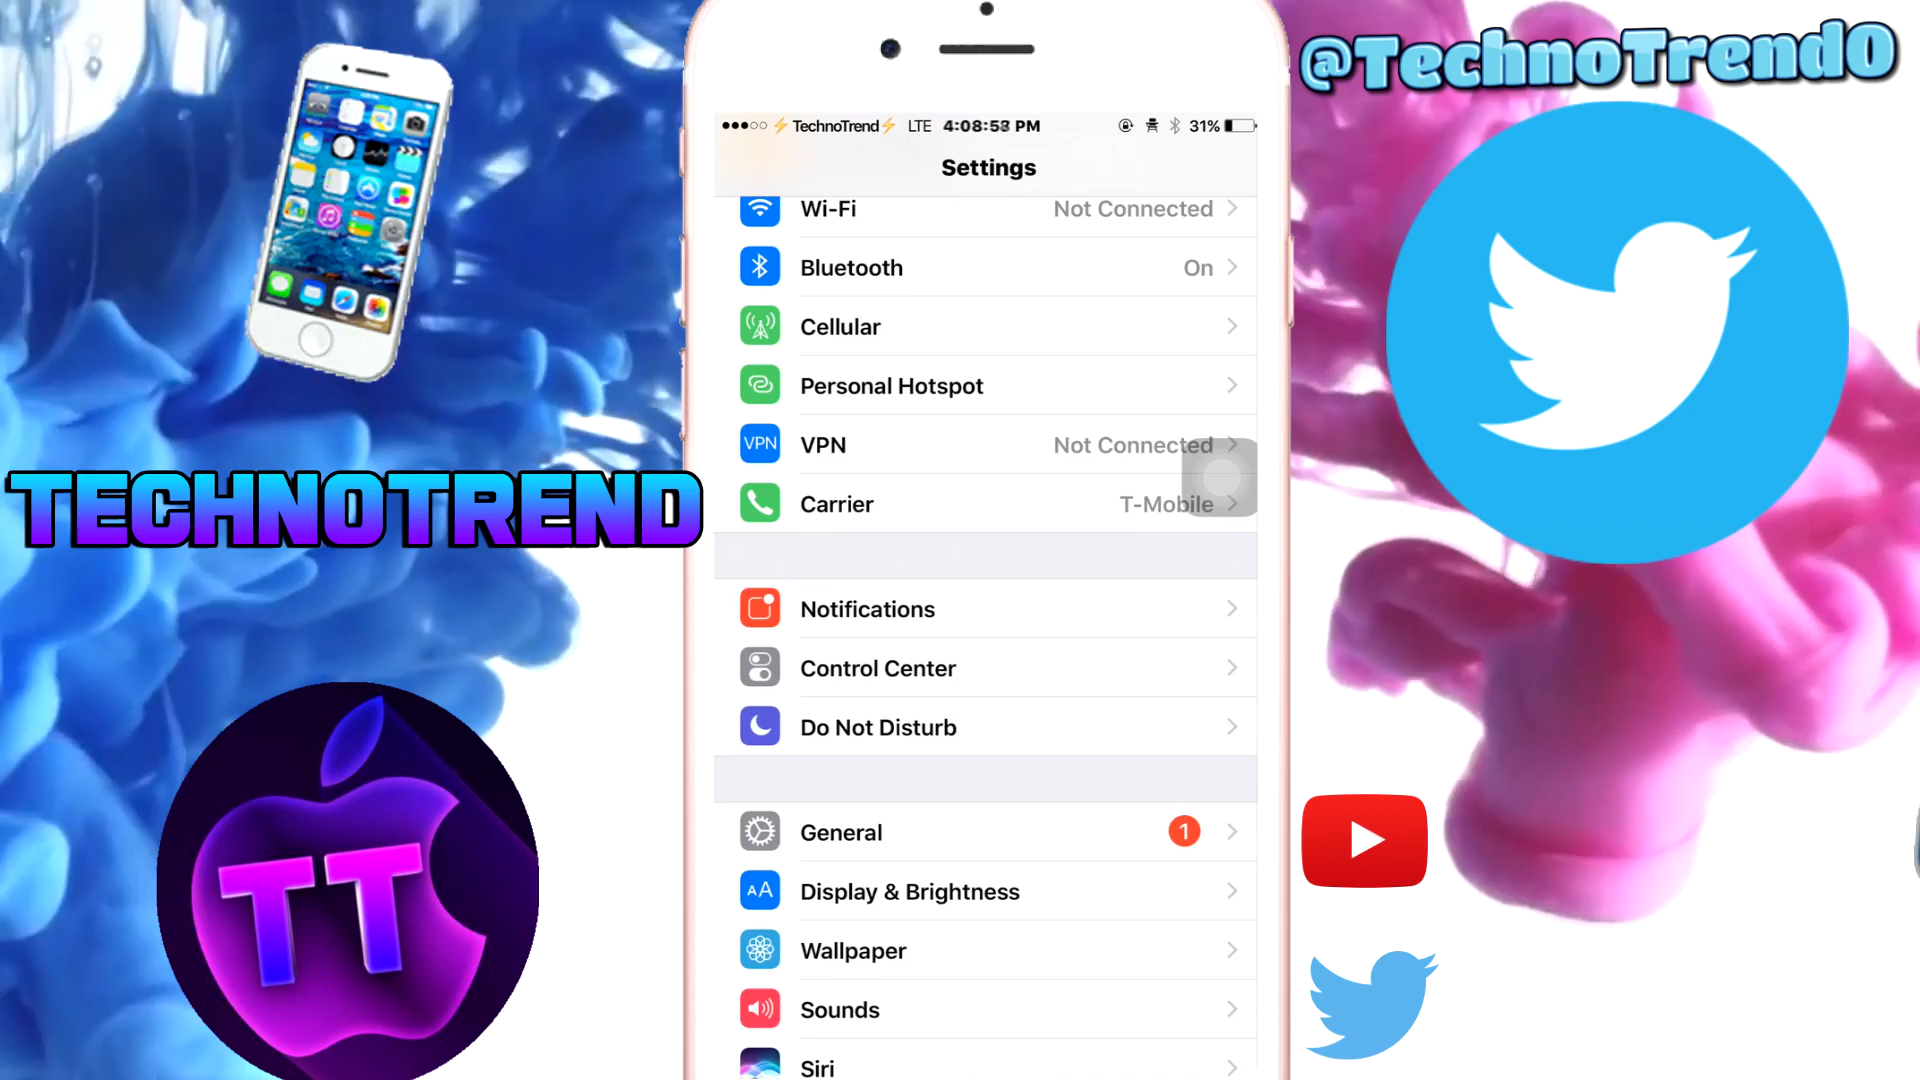 @TechnoTrend0
⚡TechnoTrend⚡ LTE 4:08:58 PM 31%
Settings
Wi-Fi Not Connected
Bluetooth On
Cellular
Personal Hotspot
VPN VPN Not Connected
Carrier T-Mobile
TECHNOTREND
Notifications
Control Center
Do Not Disturb
General 1
AA Display & Brightness
Wallpaper
Sounds
Siri
TT